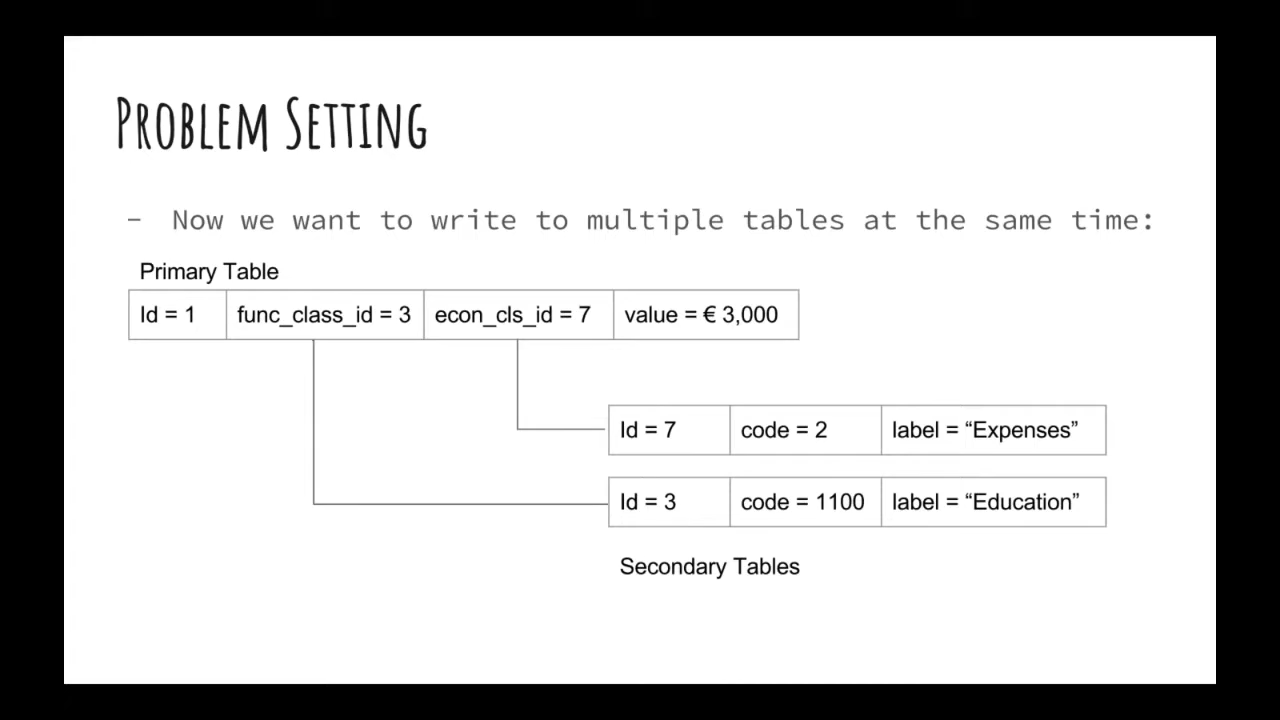 Problem Setting
- Now we want to write to multiple tables at the same time:
Primary Table
Id = 1 func_class_id = 3 econ_cls_id = 7 value = € 3,000
Id = 7 code = 2 label = “Expenses”
Id = 3 code = 1100 label = “Education”
Secondary Tables